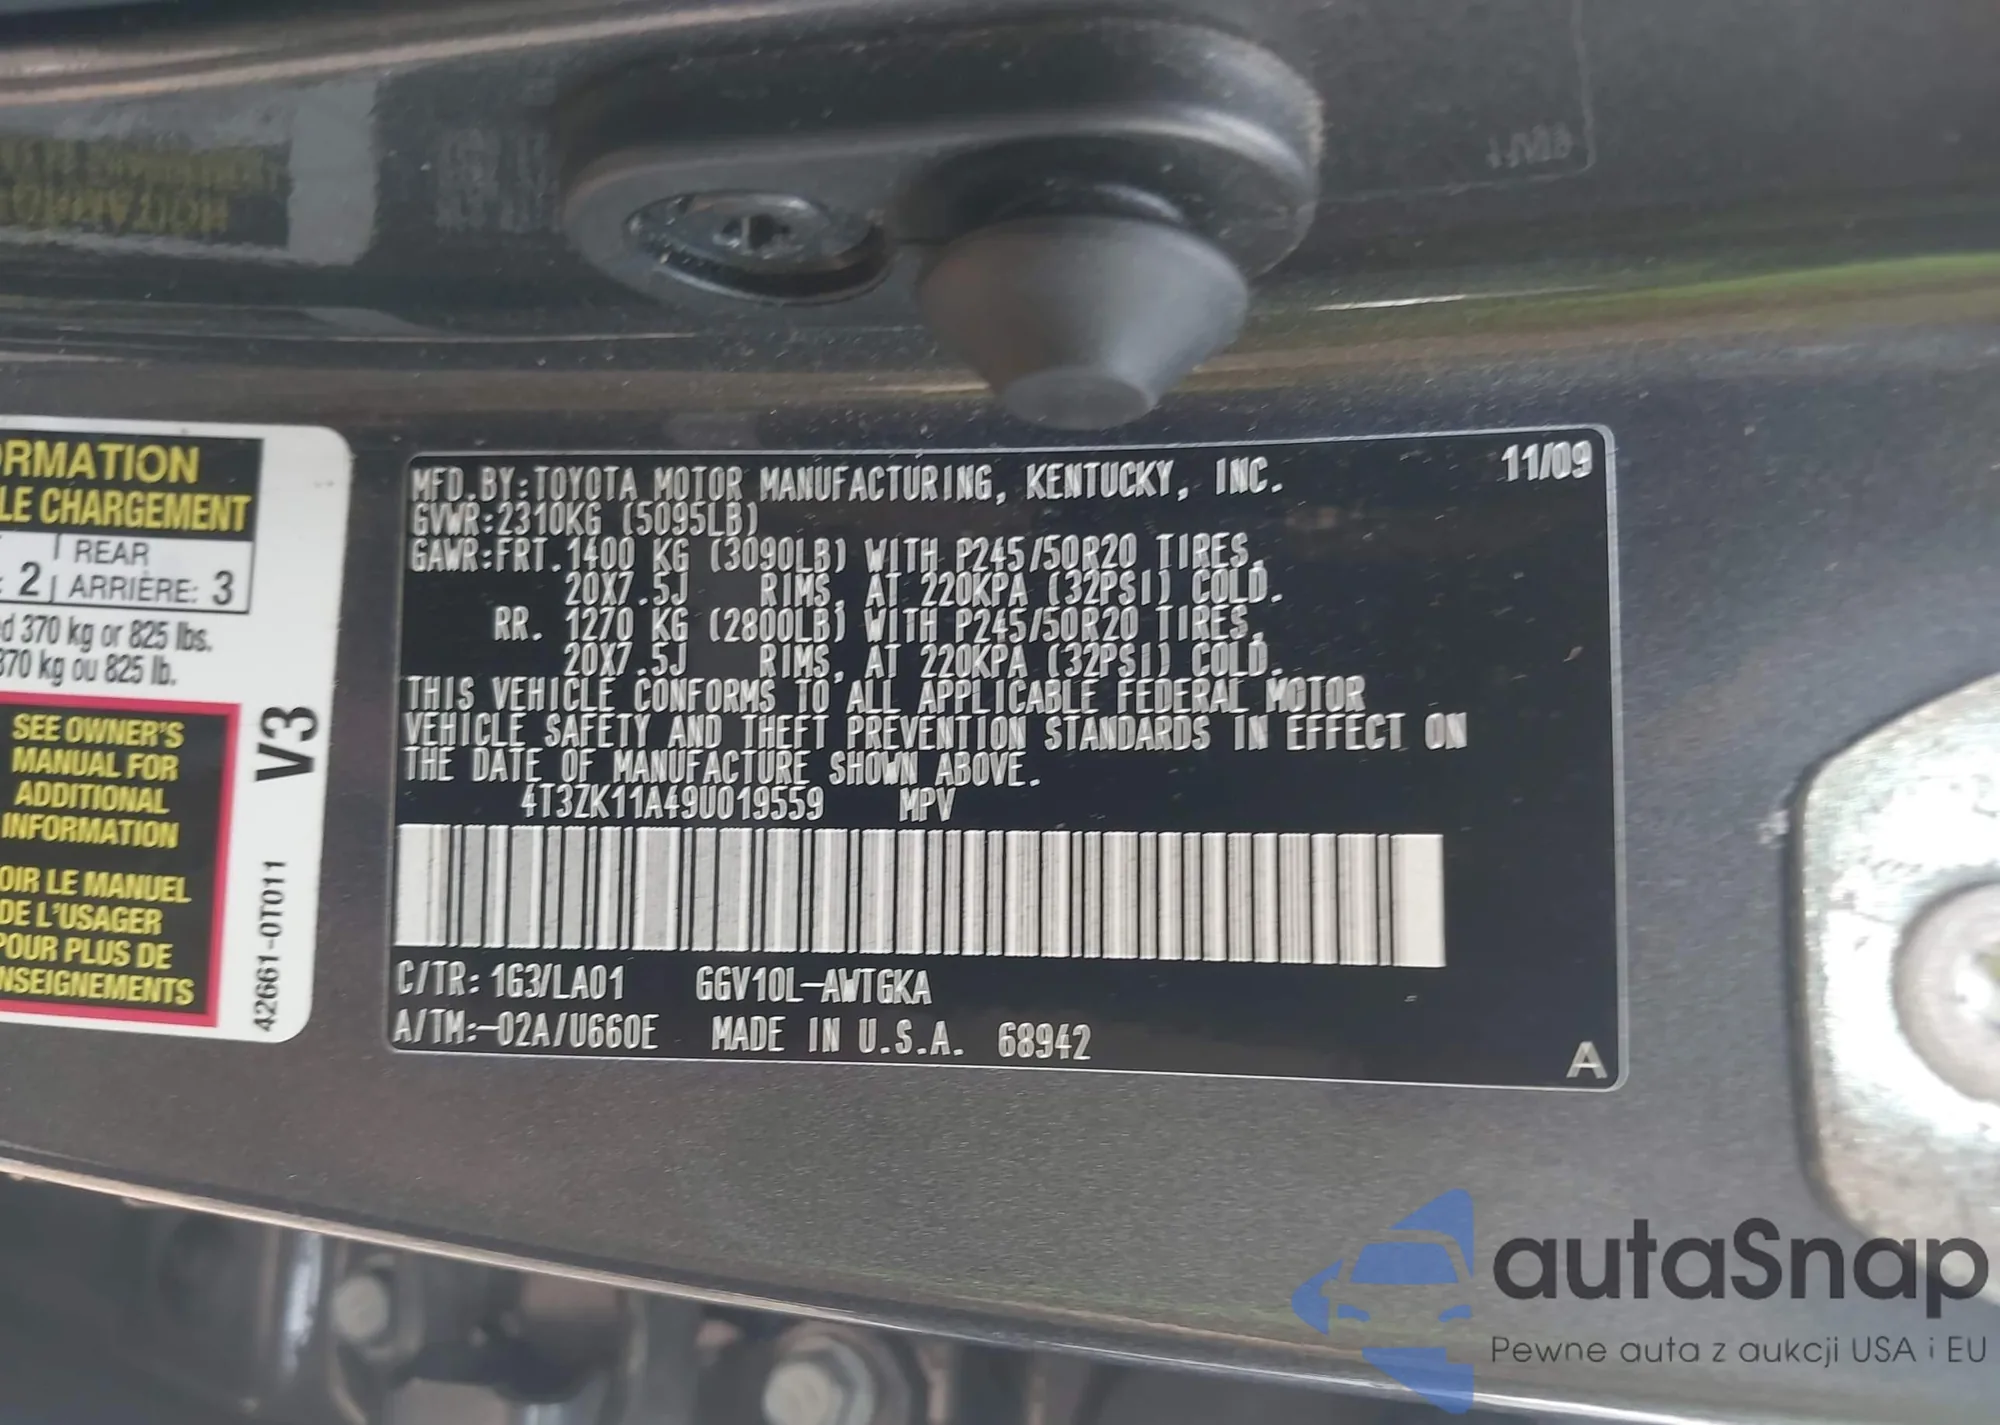 ORMATION
LE CHARGEMENT
REAR
2 ARRIÈRE: 3
d 370 kg or 825 lbs.
370 kg ou 825 lb.
SEE OWNER'S
MANUAL FOR
ADDITIONAL
INFORMATION
OIR LE MANUEL
DE L'USAGER
POUR PLUS DE
NSEIGNEMENTS
V3
42661-0T011
11/09
MFD.BY:TOYOTA MOTOR MANUFACTURING, KENTUCKY, INC.
GVWR:2310KG (5095LB)
GAWR:FRT.1400 KG (3090LB) WITH P245/50R20 TIRES,
20X7.5J RIMS, AT 220KPA (32PSI) COLD.
RR. 1270 KG (2800LB) WITH P245/50R20 TIRES,
20X7.5J RIMS, AT 220KPA (32PSI) COLD.
THIS VEHICLE CONFORMS TO ALL APPLICABLE FEDERAL MOTOR
VEHICLE SAFETY AND THEFT PREVENTION STANDARDS IN EFFECT ON
THE DATE OF MANUFACTURE SHOWN ABOVE.
4T3ZK11A49U019559 MPV
C/TR: 1G3/LA01 GGV10L-AWTGKA
A/TM:-02A/U660E MADE IN U.S.A. 68942
A
autaSnap
Pewne auta z aukcji USA i EU